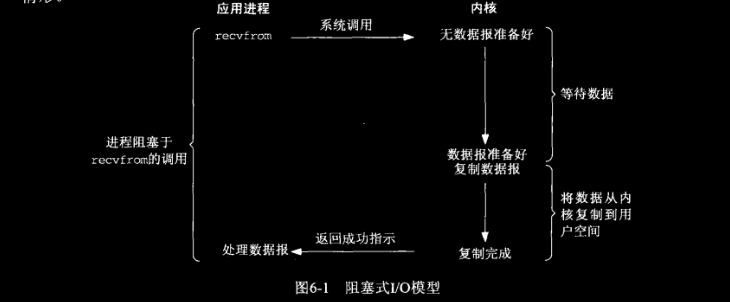 情形。
应用进程
内核
系统调用
recvfrom
无数据报准备好
等待数据
进程阻塞于
recvfrom的调用
数据报准备好
复制数据报
将数据从内
核复制到用
户空间
返回成功指示
处理数据报
复制完成
图6-1 阻塞式I/O模型